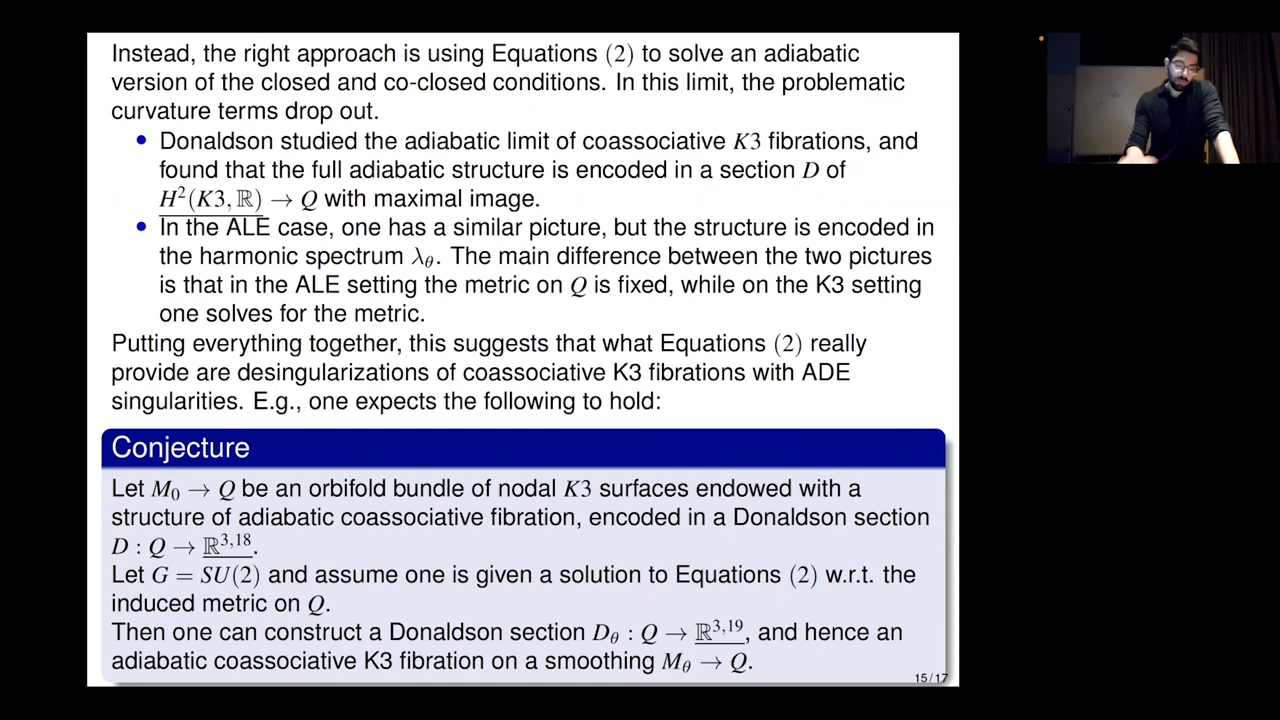 Instead, the right approach is using Equations (2) to solve an adiabatic
version of the closed and co-closed conditions. In this limit, the problematic
curvature terms drop out.
• Donaldson studied the adiabatic limit of coassociative K3 fibrations, and
found that the full adiabatic structure is encoded in a section D of
H²(K3, ℝ) → Q with maximal image.
• In the ALE case, one has a similar picture, but the structure is encoded in
the harmonic spectrum λ_θ. The main difference between the two pictures
is that in the ALE setting the metric on Q is fixed, while on the K3 setting
one solves for the metric.
Putting everything together, this suggests that what Equations (2) really
provide are desingularizations of coassociative K3 fibrations with ADE
singularities. E.g., one expects the following to hold:
Conjecture
Let M₀ → Q be an orbifold bundle of nodal K3 surfaces endowed with a
structure of adiabatic coassociative fibration, encoded in a Donaldson section
D : Q → ℝ³,¹⁸.
Let G = SU(2) and assume one is given a solution to Equations (2) w.r.t. the
induced metric on Q.
Then one can construct a Donaldson section D_θ : Q → ℝ³,¹⁹, and hence an
adiabatic coassociative K3 fibration on a smoothing M_θ → Q.
15/17